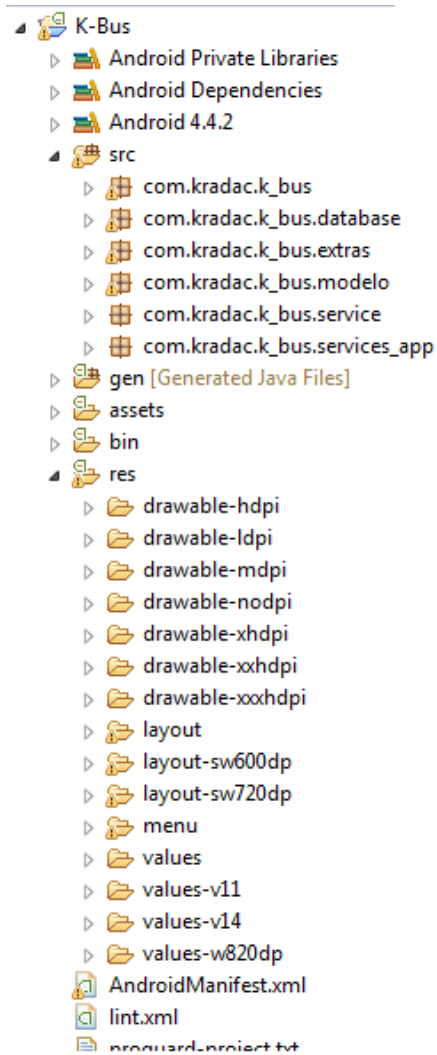 K-Bus
Android Private Libraries
Android Dependencies
Android 4.4.2
src
com.kradac.k_bus
com.kradac.k_bus.database
com.kradac.k_bus.extras
com.kradac.k_bus.modelo
com.kradac.k_bus.service
com.kradac.k_bus.services_app
gen [Generated Java Files]
assets
bin
res
drawable-hdpi
drawable-ldpi
drawable-mdpi
drawable-nodpi
drawable-xhdpi
drawable-xxhdpi
drawable-xxxhdpi
layout
layout-sw600dp
layout-sw720dp
menu
values
values-v11
values-v14
values-w820dp
AndroidManifest.xml
lint.xml
proguard-project.txt